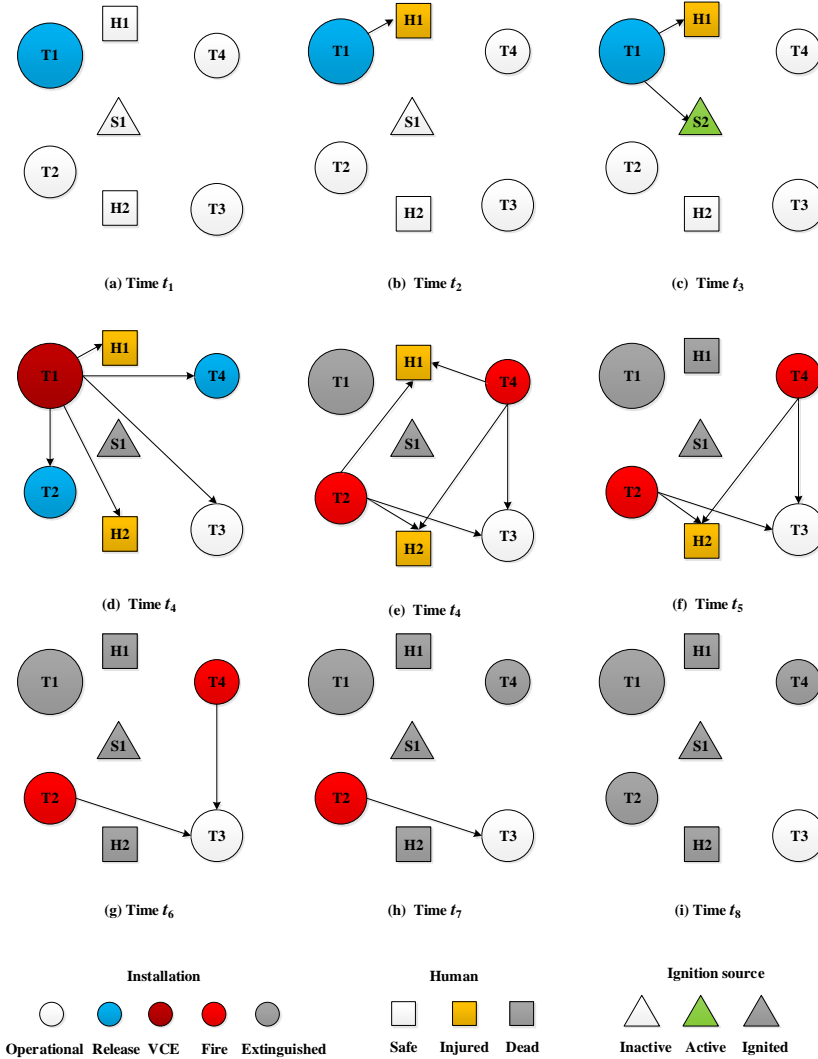 H1
T1
T4
S1
T2
H2
T3
(a) Time t₁
H1
T1
T4
S1
T2
H2
T3
(b) Time t₂
H1
T1
T4
S2
T2
H2
T3
(c) Time t₃
H1
T1
T4
S1
T2
H2
T3
(d) Time t₄
H1
T1
T4
S1
T2
H2
T3
(e) Time t₄
H1
T1
T4
S1
T2
H2
T3
(f) Time t₅
H1
T1
T4
S1
T2
H2
T3
(g) Time t₆
H1
T1
T4
S1
T2
H2
T3
(h) Time t₇
H1
T1
T4
S1
T2
H2
T3
(i) Time t₈
Installation
Operational Release VCE Fire Extinguished
Human
Safe Injured Dead
Ignition source
Inactive Active Ignited